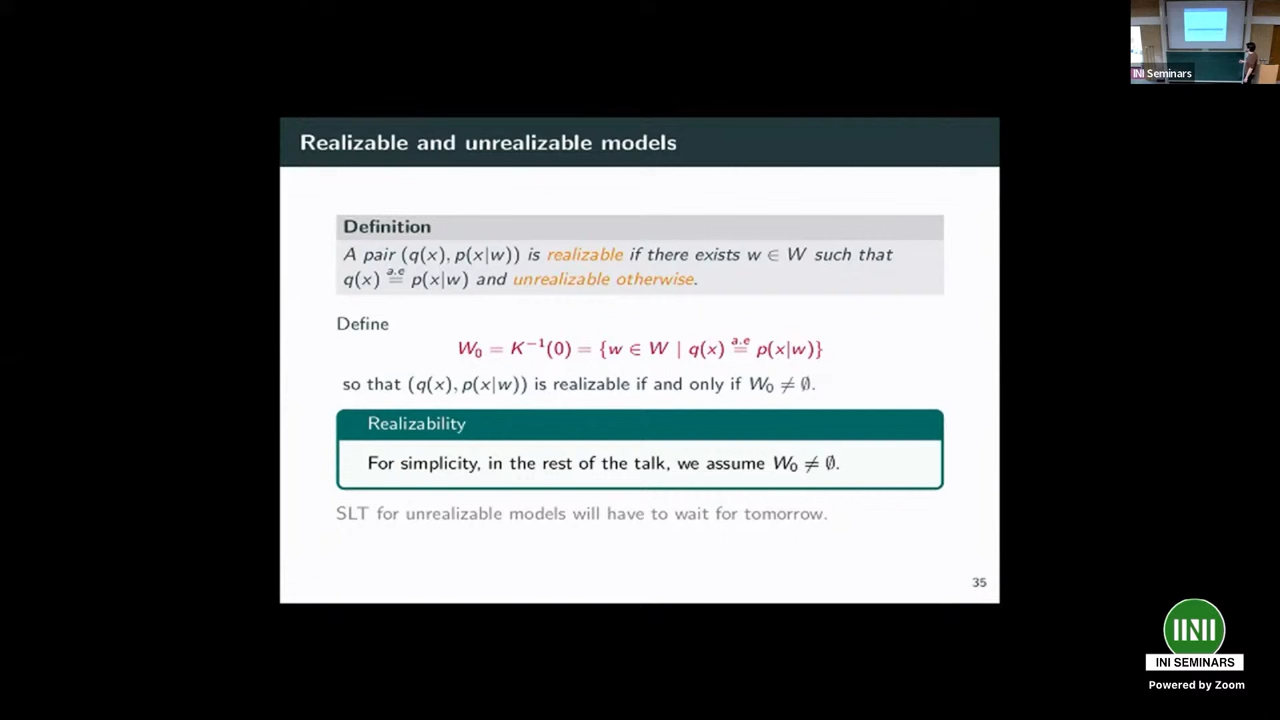 INI Seminars
Realizable and unrealizable models
Definition
A pair (q(x), p(x|w)) is realizable if there exists w ∈ W such that
q(x) a.e = p(x|w) and unrealizable otherwise.
Define
W₀ = K⁻¹(0) = {w ∈ W | q(x) a.e = p(x|w)}
so that (q(x), p(x|w)) is realizable if and only if W₀ ≠ ∅.
Realizability
For simplicity, in the rest of the talk, we assume W₀ ≠ ∅.
SLT for unrealizable models will have to wait for tomorrow.
35
INI
INI SEMINARS
Powered by Zoom